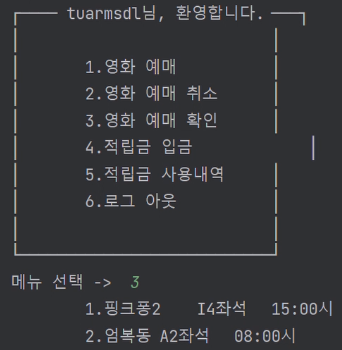 tuarmsdl님, 환영합니다.
1.영화 예매
2.영화 예매 취소
3.영화 예매 확인
4.적립금 입금
5.적립금 사용내역
6.로그 아웃
메뉴 선택 -> 3
1.핑크퐁2 I4좌석 15:00시
2.엄복동 A2좌석 08:00시